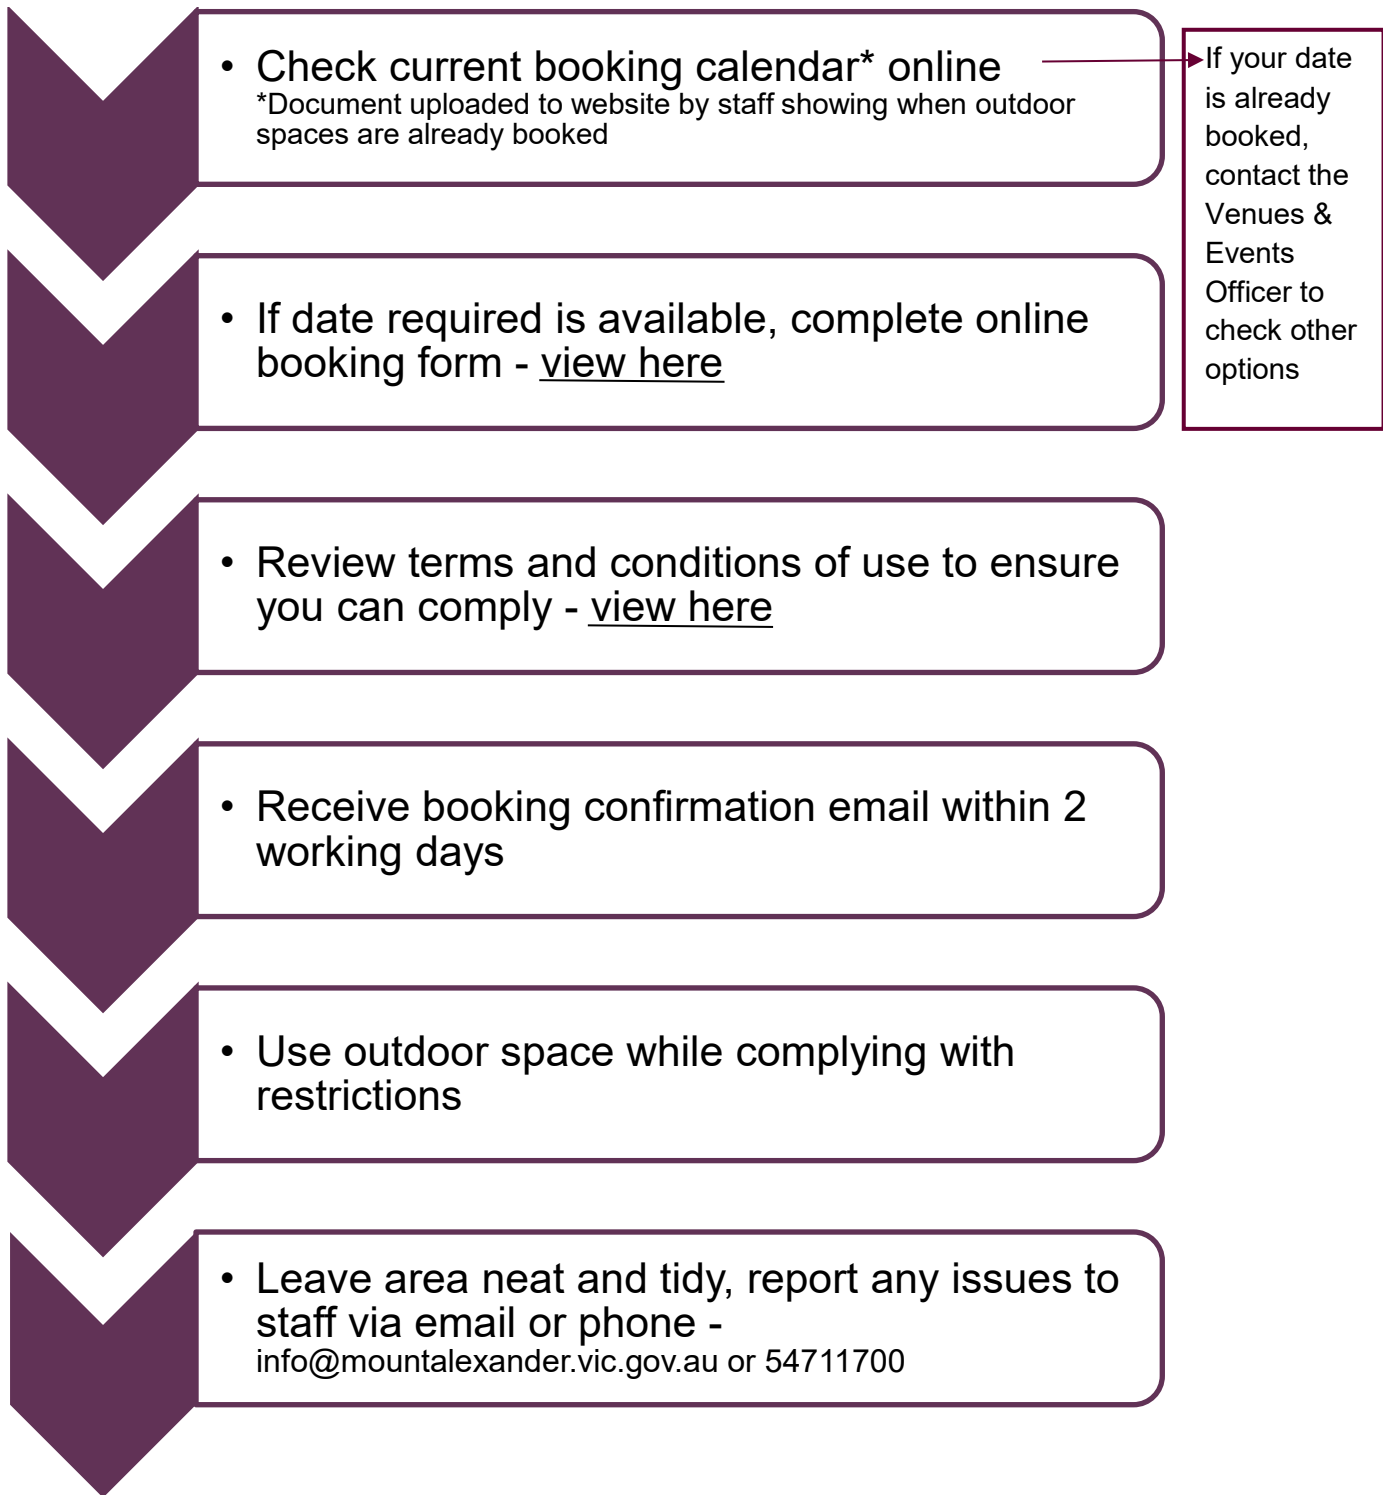 • Check current booking calendar* online
*Document uploaded to website by staff showing when outdoor
spaces are already booked
If your date
is already
booked,
contact the
Venues &
Events
Officer to
check other
options
• If date required is available, complete online
booking form - view here
• Review terms and conditions of use to ensure
you can comply - view here
• Receive booking confirmation email within 2
working days
• Use outdoor space while complying with
restrictions
• Leave area neat and tidy, report any issues to
staff via email or phone -
info@mountalexander.vic.gov.au or 54711700